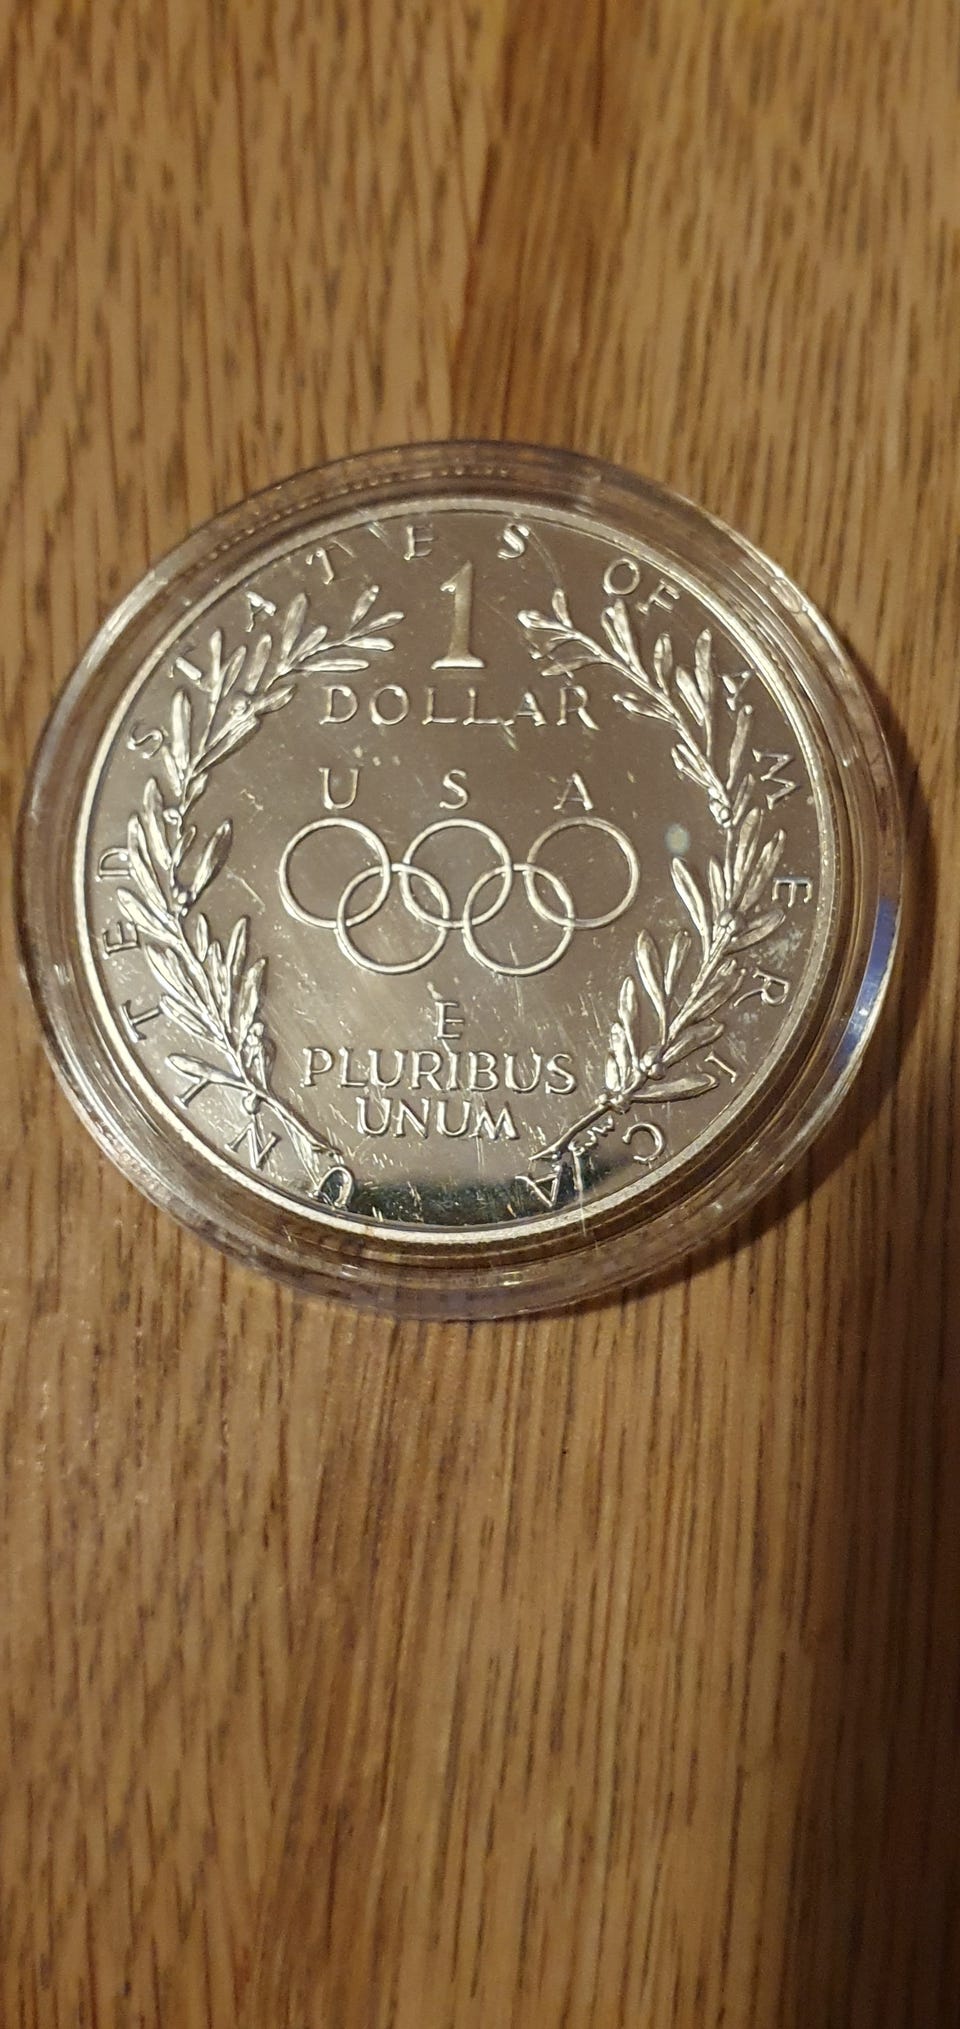 UNITED STATES OF AMERICA
1
DOLLAR
USA
E
PLURIBUS
UNUM